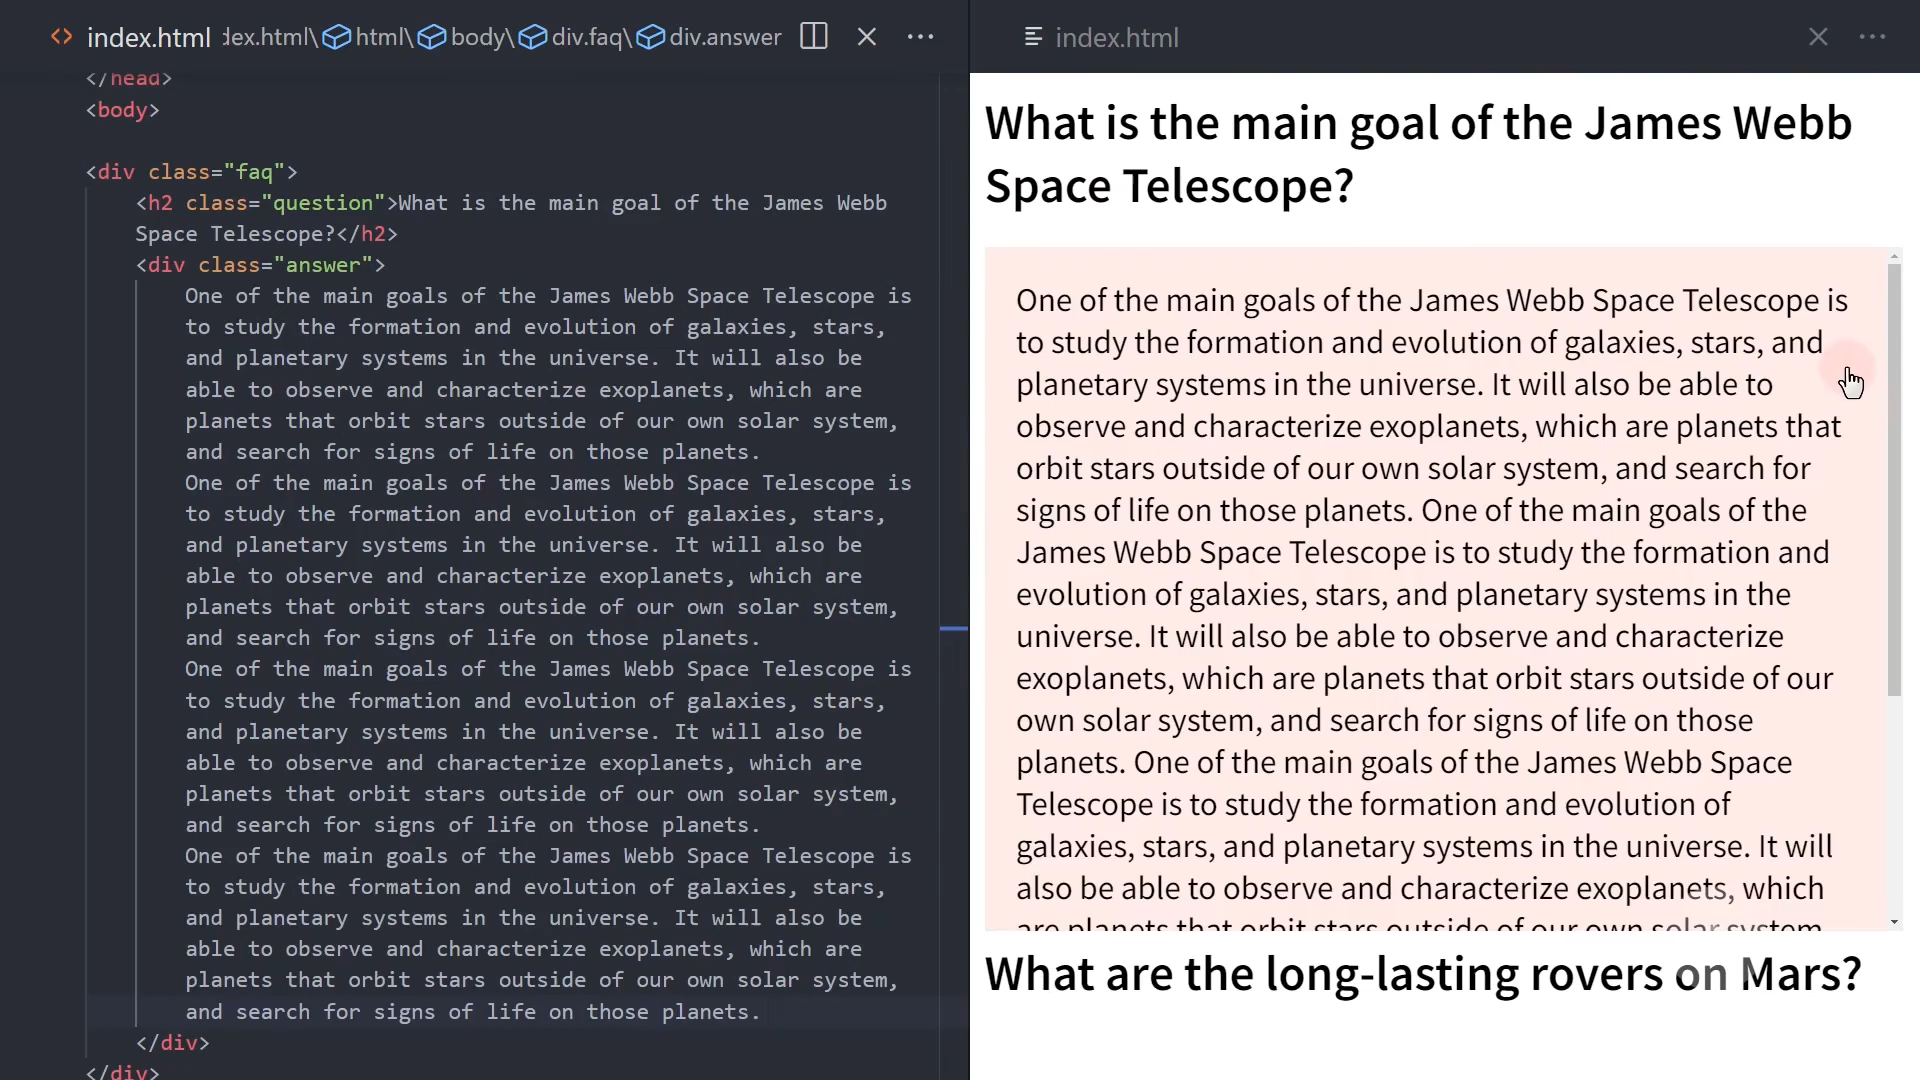 index.html dex.html\ html\ body\ div.faq\ div.answer
</head>
<body>
<div class="faq">
<h2 class="question">What is the main goal of the James Webb
Space Telescope?</h2>
<div class="answer">
One of the main goals of the James Webb Space Telescope is
to study the formation and evolution of galaxies, stars,
and planetary systems in the universe. It will also be
able to observe and characterize exoplanets, which are
planets that orbit stars outside of our own solar system,
and search for signs of life on those planets.
One of the main goals of the James Webb Space Telescope is
to study the formation and evolution of galaxies, stars,
and planetary systems in the universe. It will also be
able to observe and characterize exoplanets, which are
planets that orbit stars outside of our own solar system,
and search for signs of life on those planets.
One of the main goals of the James Webb Space Telescope is
to study the formation and evolution of galaxies, stars,
and planetary systems in the universe. It will also be
able to observe and characterize exoplanets, which are
planets that orbit stars outside of our own solar system,
and search for signs of life on those planets.
One of the main goals of the James Webb Space Telescope is
to study the formation and evolution of galaxies, stars,
and planetary systems in the universe. It will also be
able to observe and characterize exoplanets, which are
planets that orbit stars outside of our own solar system,
and search for signs of life on those planets.
</div>
</div>
index.html
What is the main goal of the James Webb
Space Telescope?
One of the main goals of the James Webb Space Telescope is
to study the formation and evolution of galaxies, stars, and
planetary systems in the universe. It will also be able to
observe and characterize exoplanets, which are planets that
orbit stars outside of our own solar system, and search for
signs of life on those planets. One of the main goals of the
James Webb Space Telescope is to study the formation and
evolution of galaxies, stars, and planetary systems in the
universe. It will also be able to observe and characterize
exoplanets, which are planets that orbit stars outside of our
own solar system, and search for signs of life on those
planets. One of the main goals of the James Webb Space
Telescope is to study the formation and evolution of
galaxies, stars, and planetary systems in the universe. It will
also be able to observe and characterize exoplanets, which
are planets that orbit stars outside of our own solar system,
What are the long-lasting rovers on Mars?